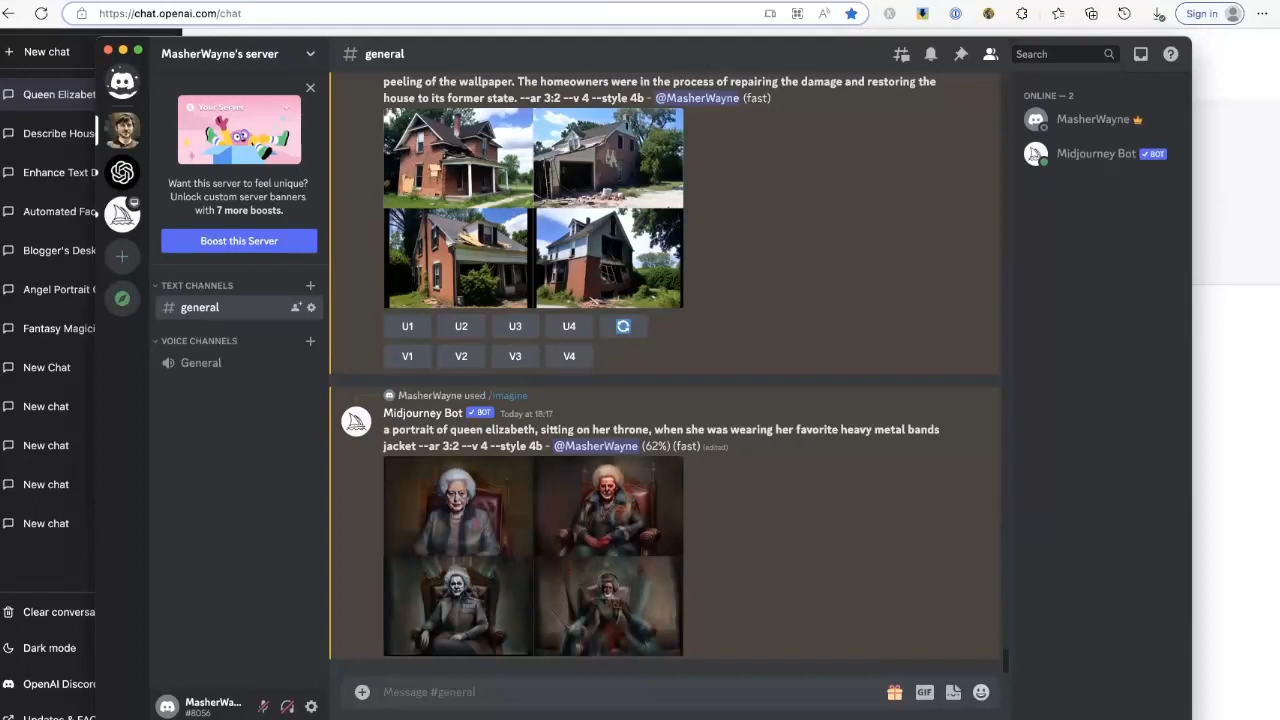 https://chat.openai.com/chat
Sign in
New chat
Queen Elizabet
Describe Hous
Enhance Text D
Automated Fac
Blogger's Desk
Angel Portrait C
Fantasy Magici
New Chat
New chat
New chat
New chat
New chat
Clear conversa
Dark mode
OpenAI Discord
Updates & FAQ
MasherWayne's server
Your Server
Want this server to feel unique?
Unlock custom server banners
with 7 more boosts.
Boost this Server
TEXT CHANNELS
general
VOICE CHANNELS
General
MasherWa...
#8056
# general
Search
peeling of the wallpaper. The homeowners were in the process of repairing the damage and restoring the
house to its former state. --ar 3:2 --v 4 --style 4b - @MasherWayne (fast)
U1 U2 U3 U4
V1 V2 V3 V4
MasherWayne used /imagine
Midjourney Bot ✓ BOT Today at 18:17
a portrait of queen elizabeth, sitting on her throne, when she was wearing her favorite heavy metal bands
jacket --ar 3:2 --v 4 --style 4b - @MasherWayne (62%) (fast) (edited)
Message #general
GIF
ONLINE — 2
MasherWayne
Midjourney Bot ✓ BOT